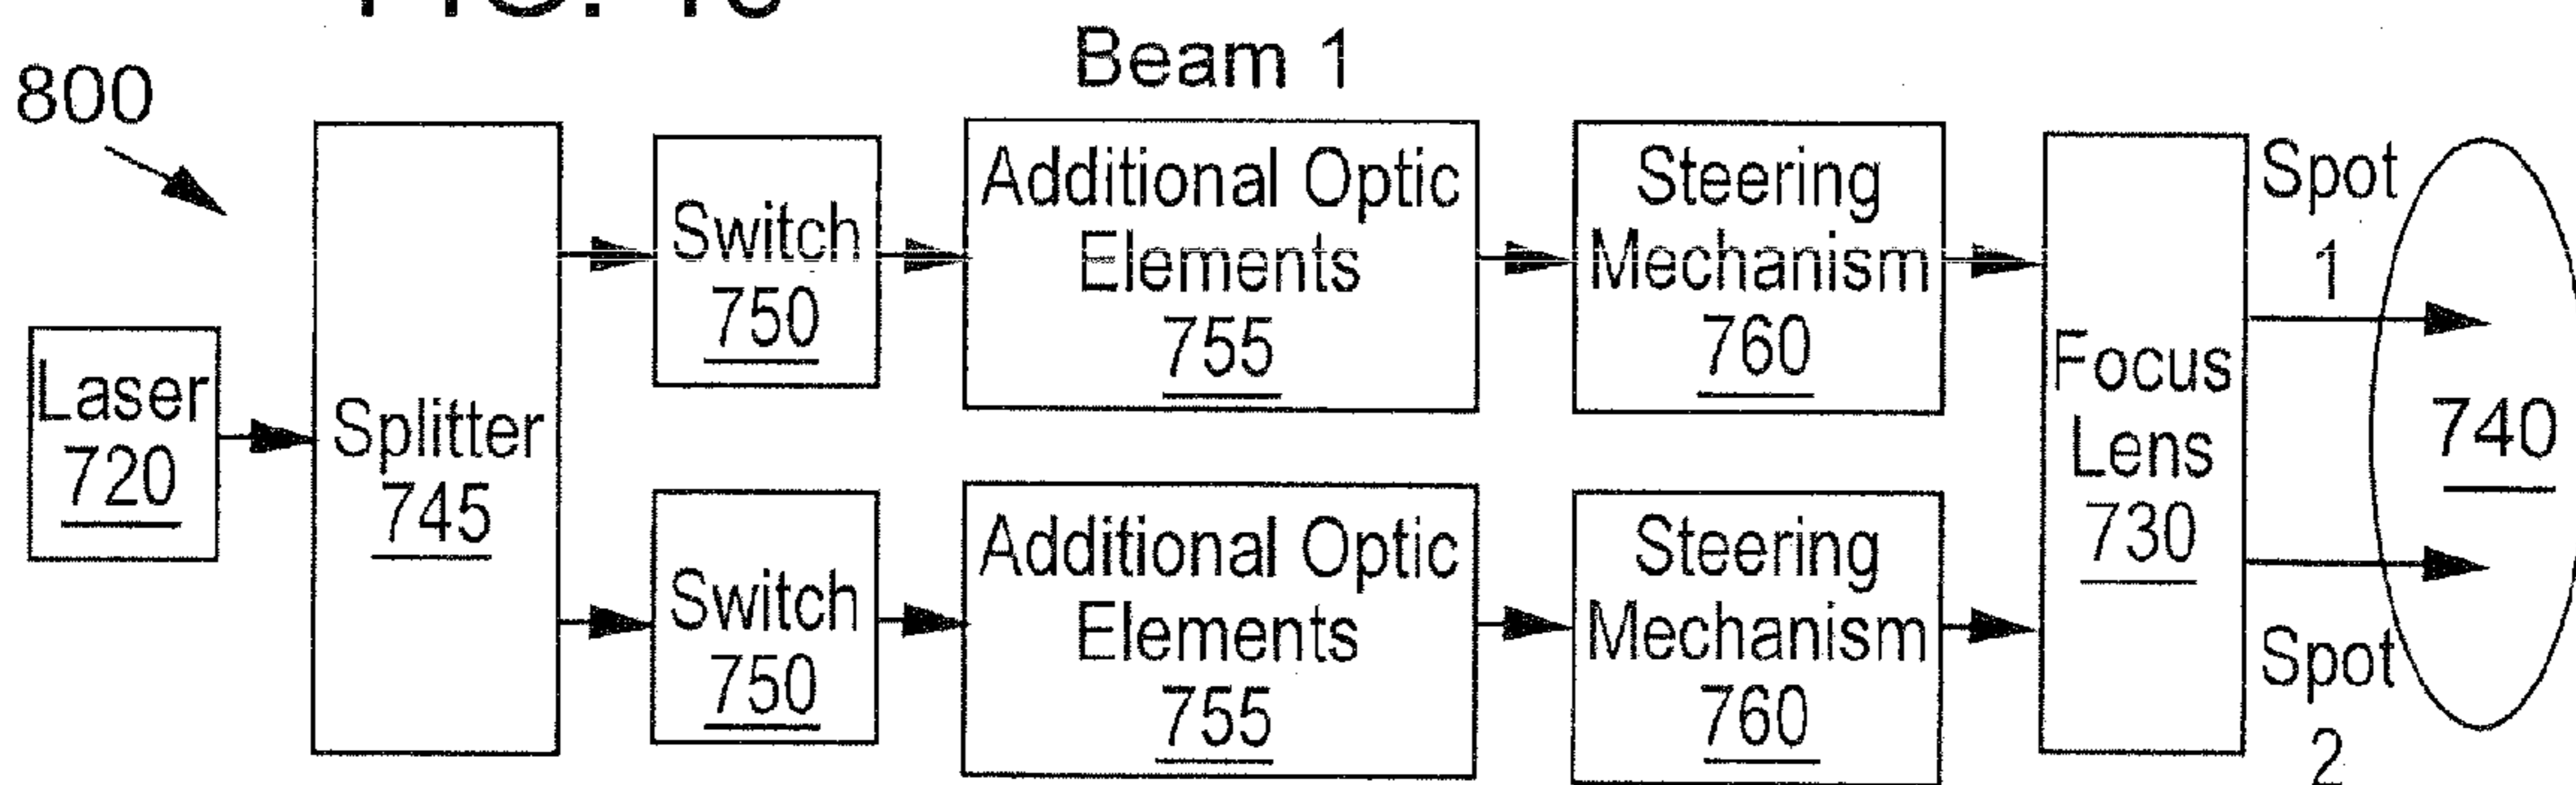 800
Beam 1
Laser
720
Splitter
745
Switch
750
Additional Optic
Elements
755
Steering
Mechanism
760
Switch
750
Additional Optic
Elements
755
Steering
Mechanism
760
Focus
Lens
730
Spot
1
Spot
2
740